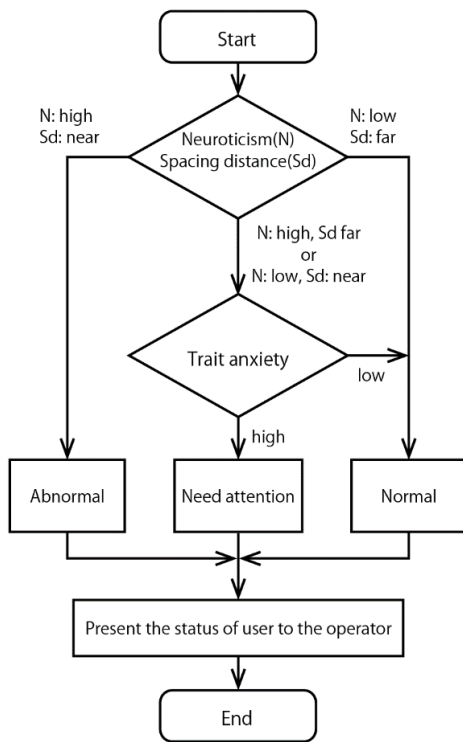 Start
N: high
Sd: near
Neuroticism(N)
Spacing distance(Sd)
N: low
Sd: far
N: high, Sd far
or
N: low, Sd: near
Trait anxiety
low
high
Abnormal
Need attention
Normal
Present the status of user to the operator
End